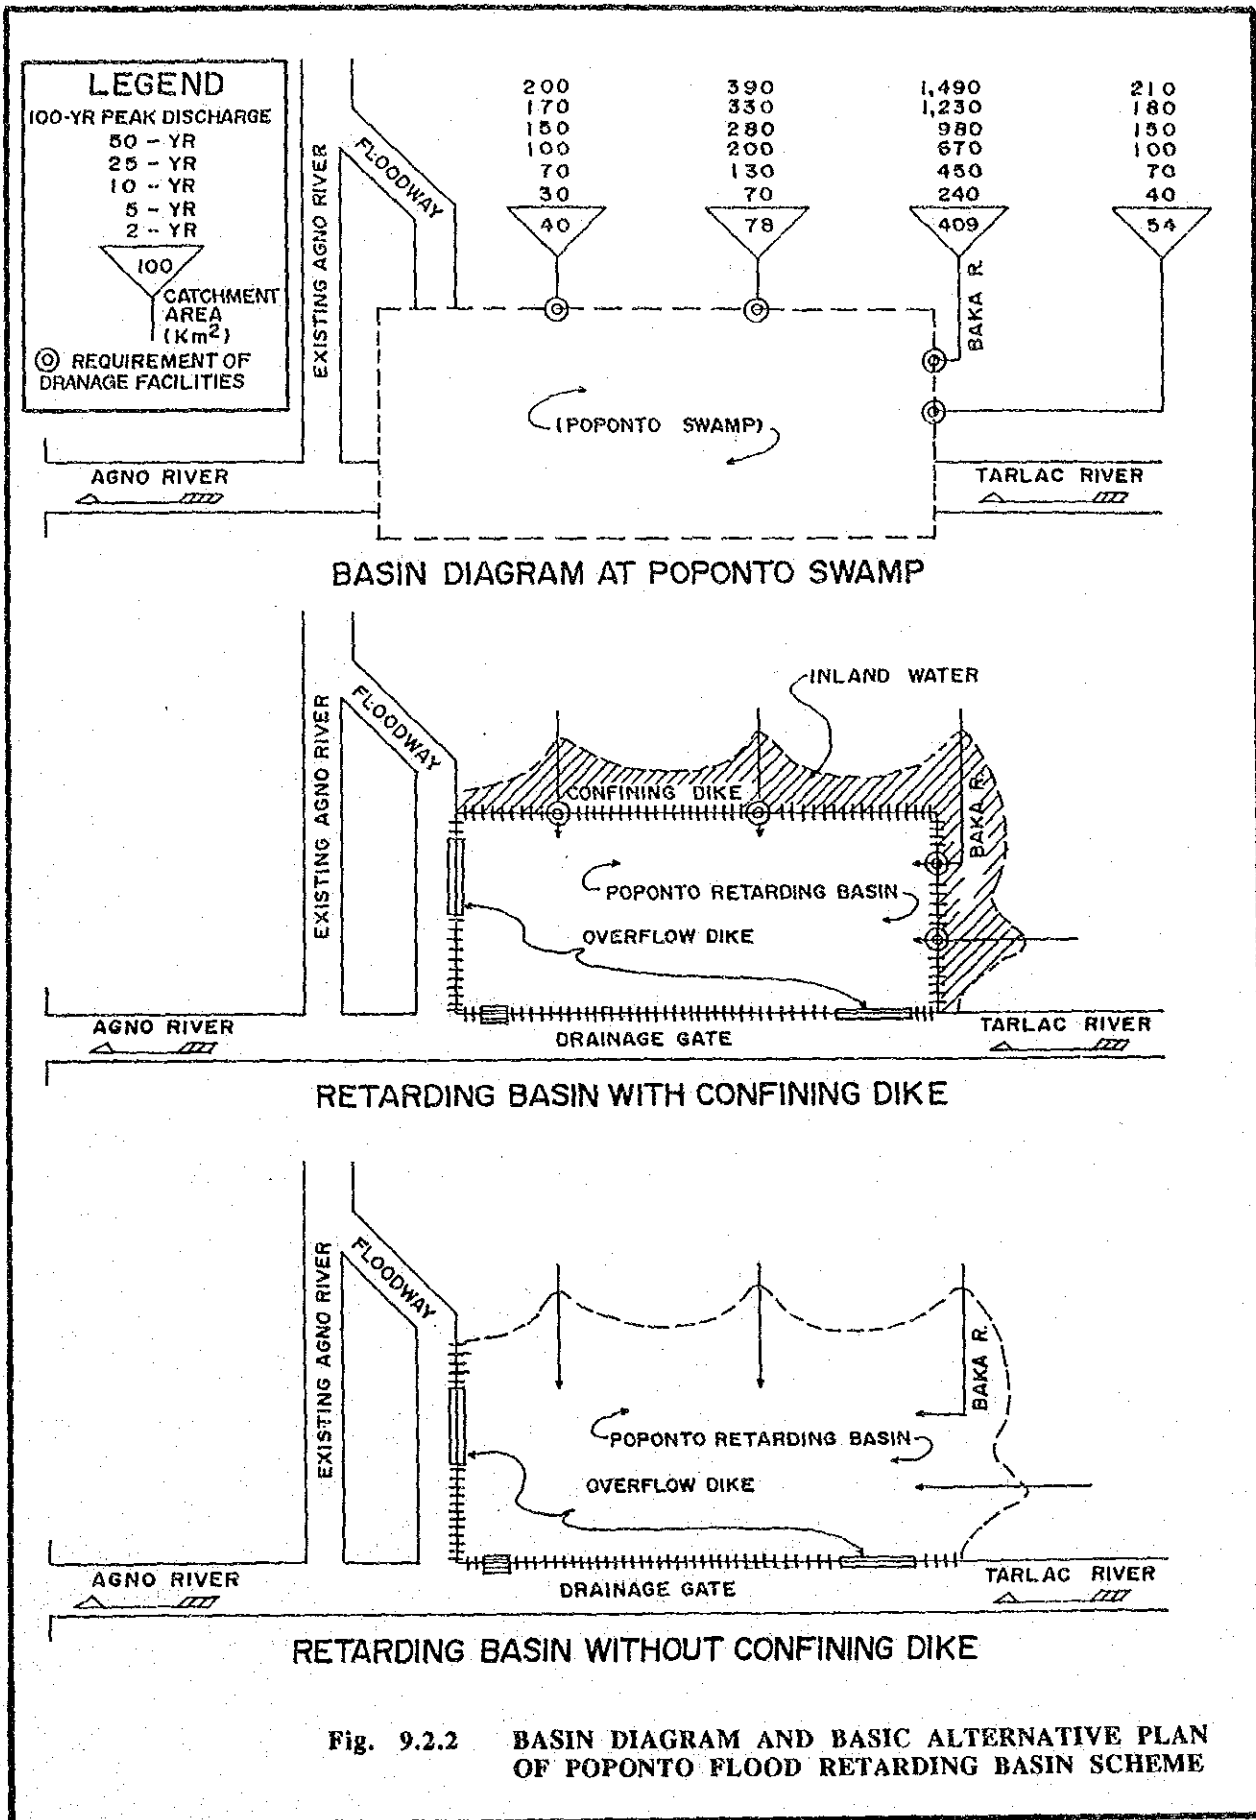 LEGEND
100-YR PEAK DISCHARGE
50 - YR
25 - YR
10 - YR
5 - YR
2 - YR
100
CATCHMENT
AREA
(Km²)
REQUIREMENT OF
DRANAGE FACILITIES
EXISTING AGNO RIVER
FLOODWAY
200
170
150
100
70
30
40
390
330
280
200
130
70
78
1,490
1,230
980
670
450
240
409
210
180
150
100
70
40
54
BAKA R.
(POPONTO SWAMP)
AGNO RIVER
TARLAC RIVER
BASIN DIAGRAM AT POPONTO SWAMP
EXISTING AGNO RIVER
FLOODWAY
INLAND WATER
CONFINING DIKE
BAKA R.
POPONTO RETARDING BASIN
OVERFLOW DIKE
AGNO RIVER
DRAINAGE GATE
TARLAC RIVER
RETARDING BASIN WITH CONFINING DIKE
EXISTING AGNO RIVER
FLOODWAY
BAKA R.
POPONTO RETARDING BASIN
OVERFLOW DIKE
AGNO RIVER
DRAINAGE GATE
TARLAC RIVER
RETARDING BASIN WITHOUT CONFINING DIKE
Fig. 9.2.2 BASIN DIAGRAM AND BASIC ALTERNATIVE PLAN
OF POPONTO FLOOD RETARDING BASIN SCHEME